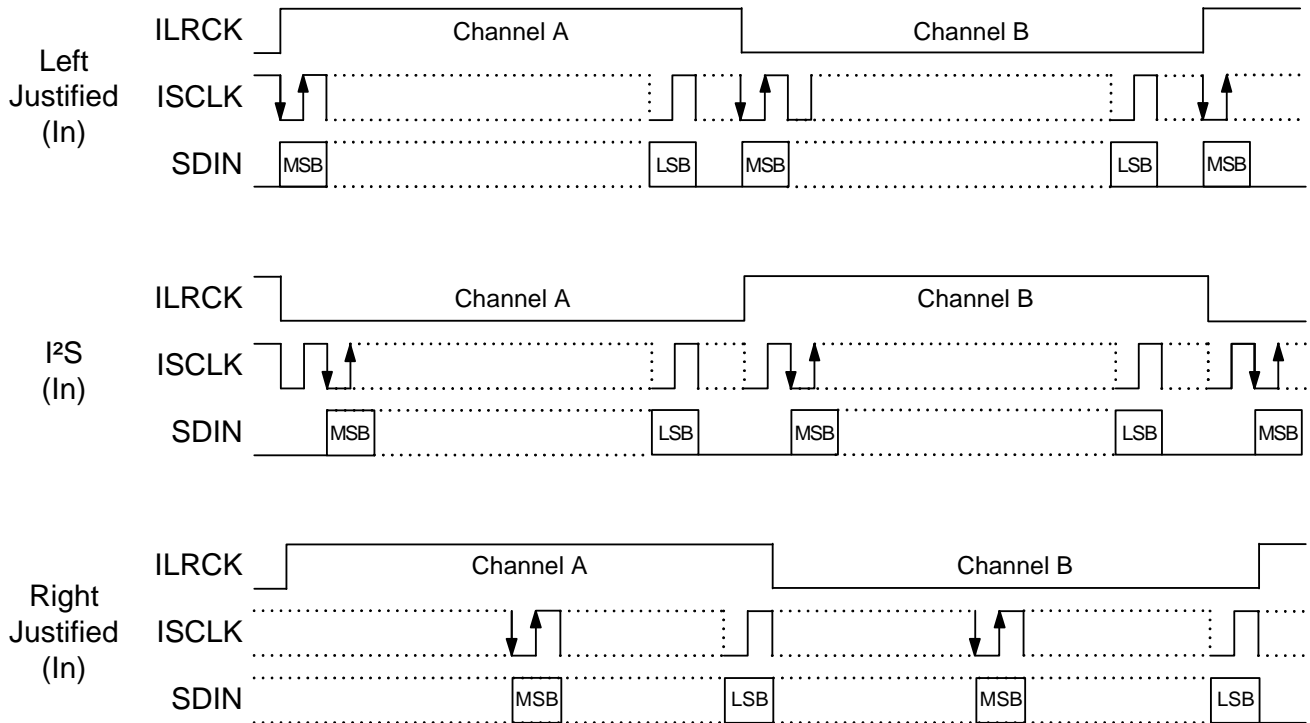 Left
Justified
(In)
ILRCK Channel A Channel B
ISCLK
SDIN MSB LSB MSB LSB MSB
I²S
(In)
ILRCK Channel A Channel B
ISCLK
SDIN MSB LSB MSB LSB MSB
Right
Justified
(In)
ILRCK Channel A Channel B
ISCLK
SDIN MSB LSB MSB LSB